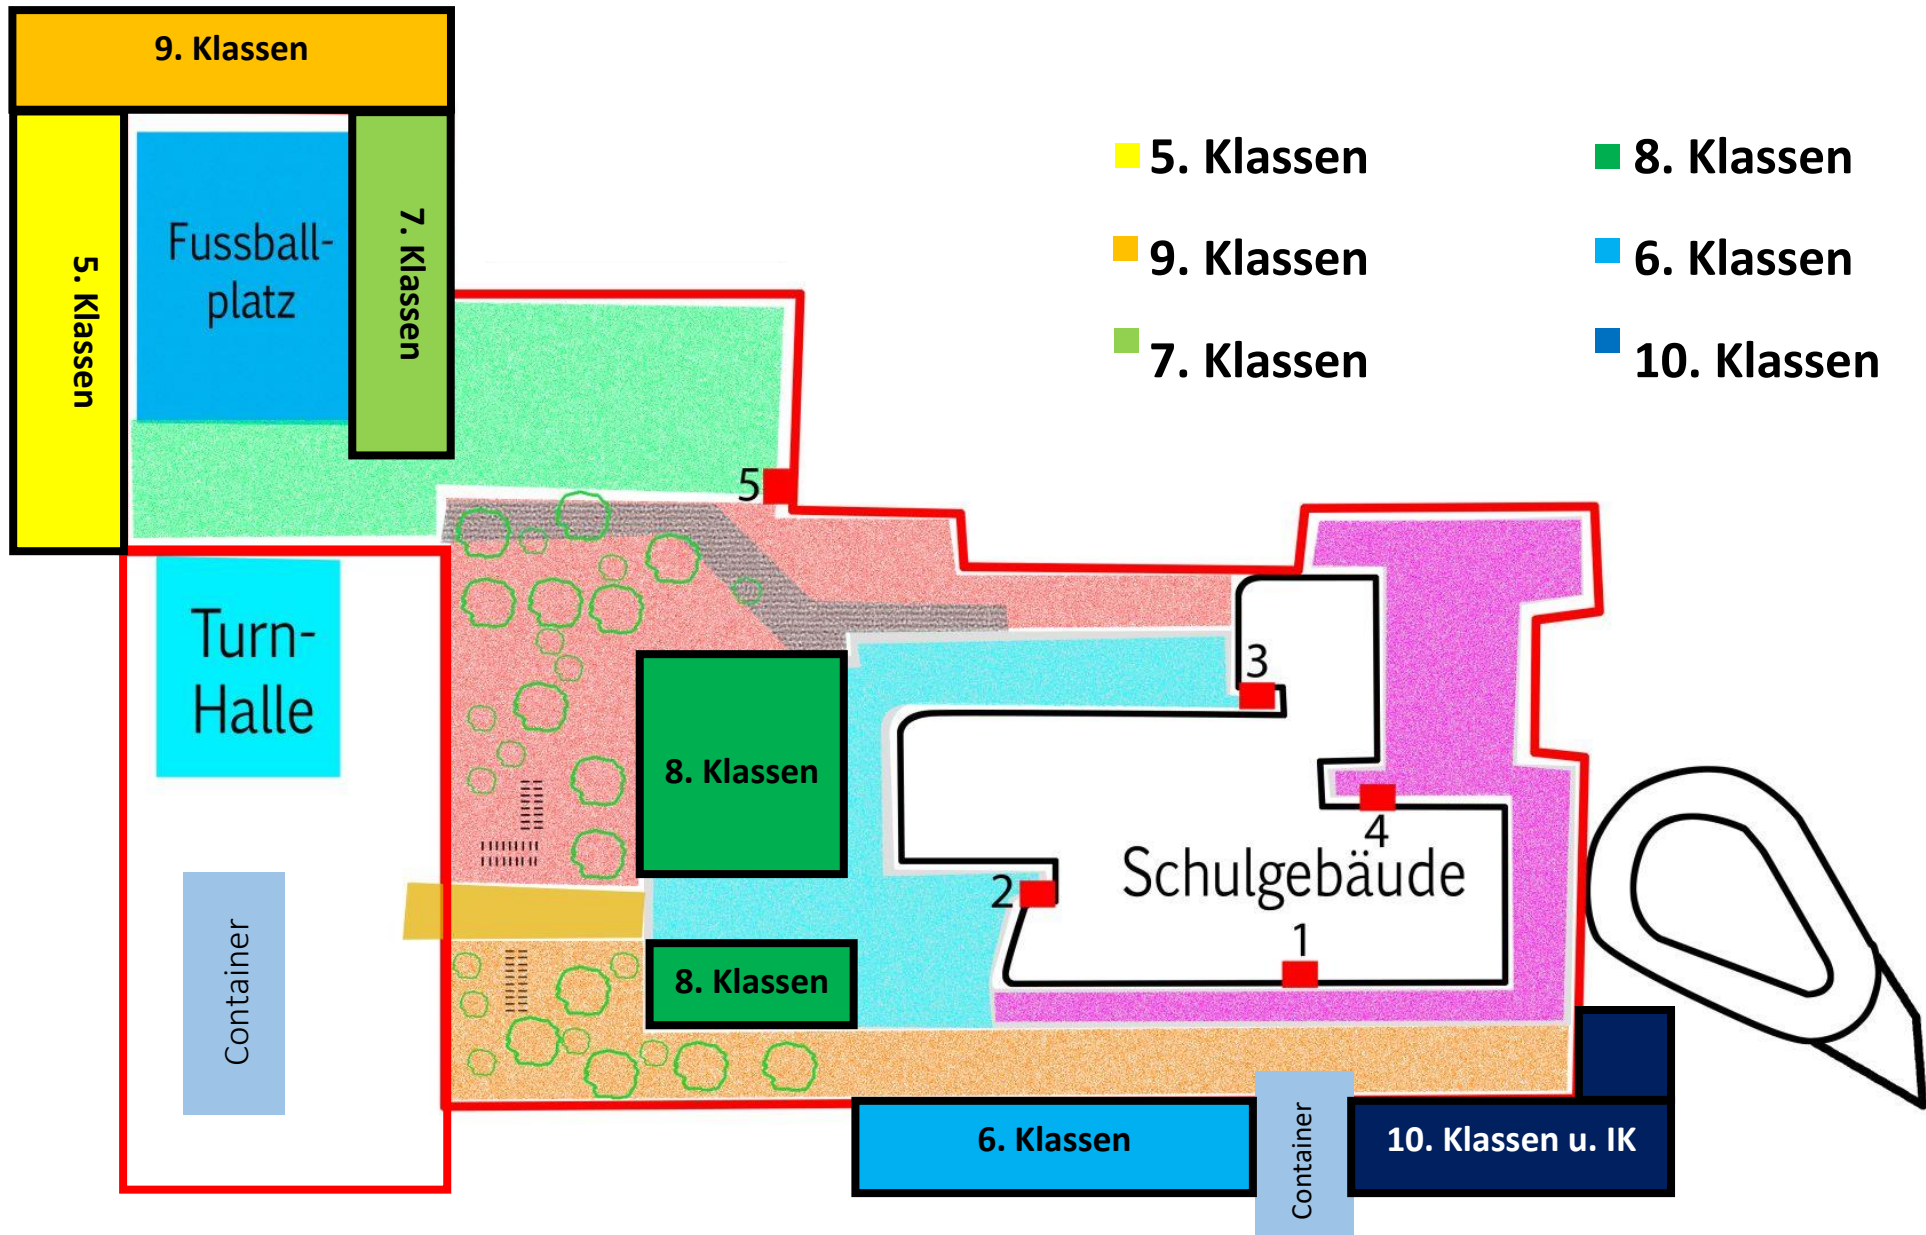 9. Klassen
5. Klassen
Fussball-
platz
7. Klassen
5. Klassen
8. Klassen
9. Klassen
6. Klassen
7. Klassen
10. Klassen
5
Turn-
Halle
3
8. Klassen
4
Schulgebäude
2
1
Container
8. Klassen
6. Klassen
Container
10. Klassen u. IK